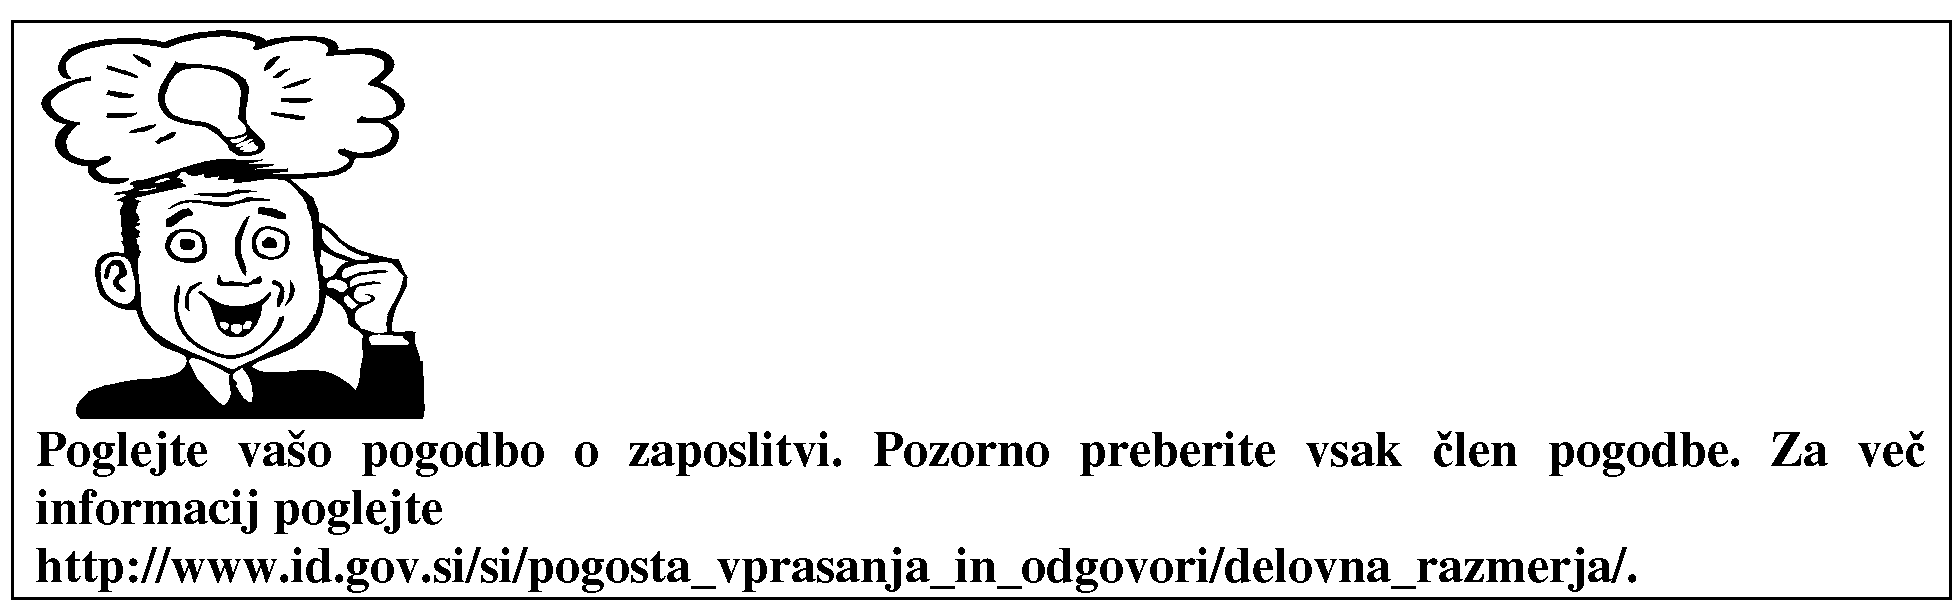 Poglejte vašo pogodbo o zaposlitvi. Pozorno preberite vsak člen pogodbe. Za več
informacij poglejte
http://www.id.gov.si/si/pogosta_vprasanja_in_odgovori/delovna_razmerja/.